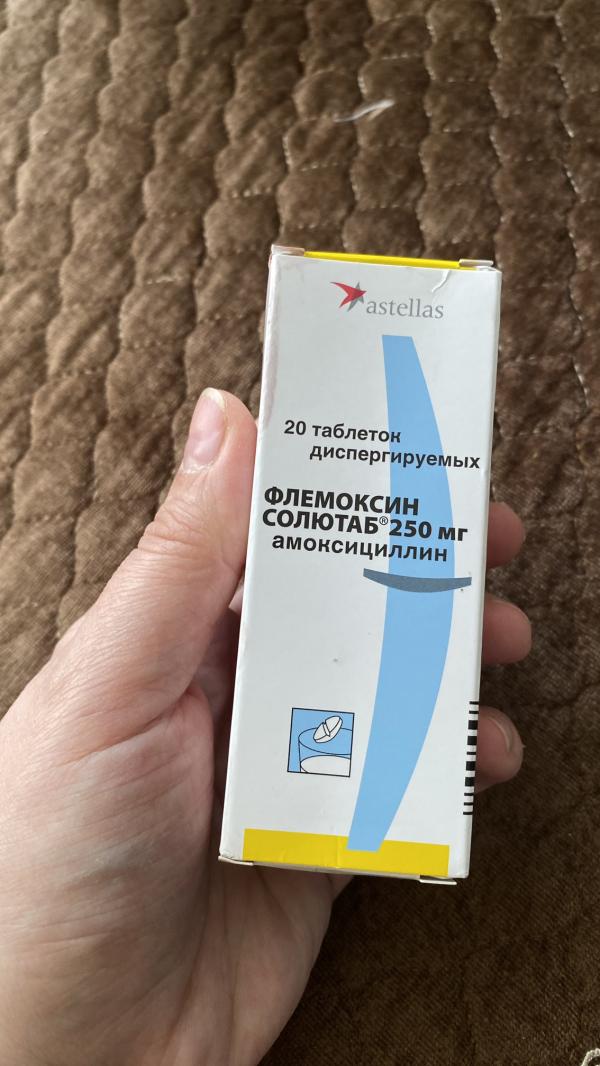 astellas
20 таблеток
диспергируемых
ФЛЕМОКСИН
СОЛЮТАБ® 250 мг
амоксициллин